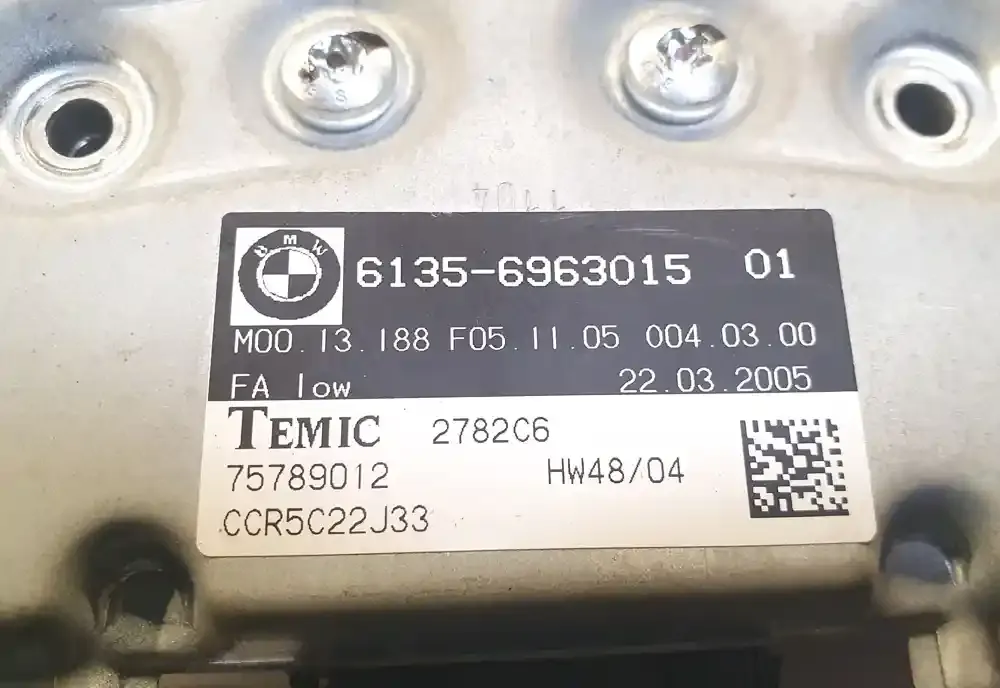 BMW
6135-6963015 01
M00.13.188 F05.11.05 004.03.00
FA low 22.03.2005
TEMIC 2782C6
75789012 HW48/04
CCR5C22J33